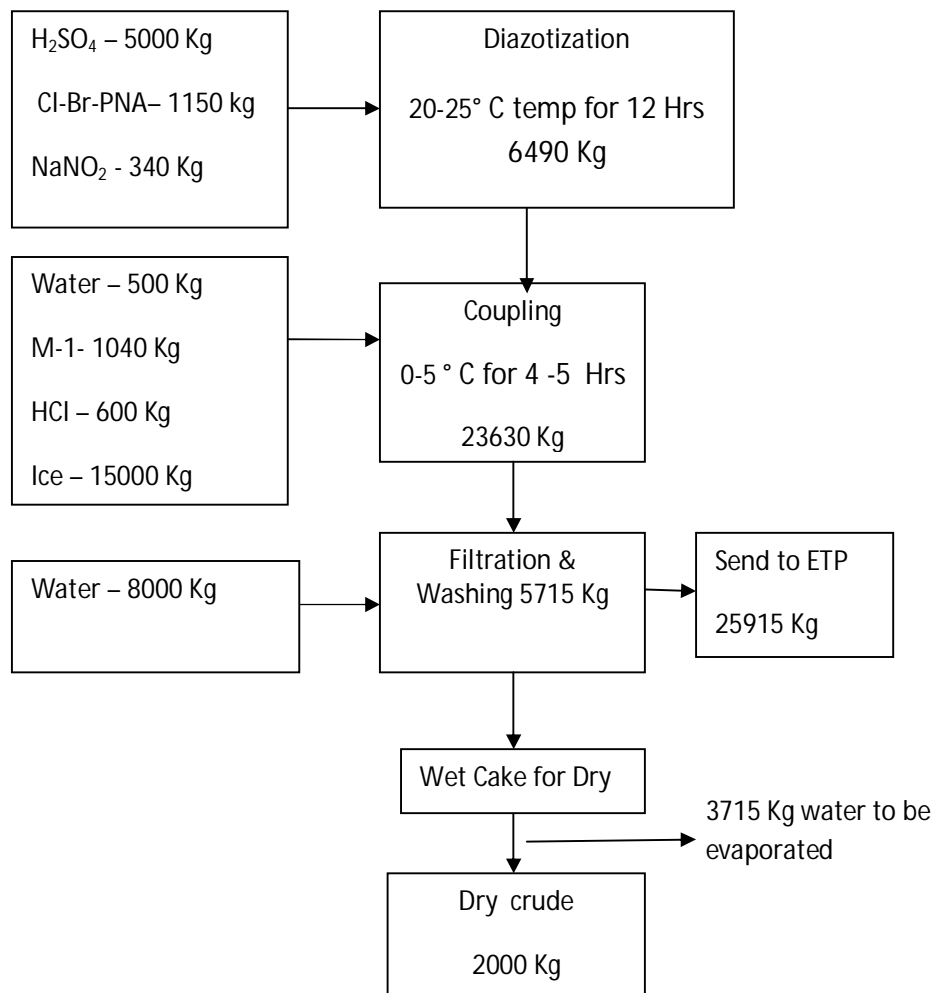 H₂SO₄ – 5000 Kg
Cl-Br-PNA– 1150 kg
NaNO₂ - 340 Kg
Diazotization
20-25° C temp for 12 Hrs
6490 Kg
Water – 500 Kg
M-1- 1040 Kg
HCl – 600 Kg
Ice – 15000 Kg
Coupling
0-5 ° C for 4 -5 Hrs
23630 Kg
Water – 8000 Kg
Filtration &
Washing 5715 Kg
Send to ETP
25915 Kg
Wet Cake for Dry
3715 Kg water to be
evaporated
Dry crude
2000 Kg